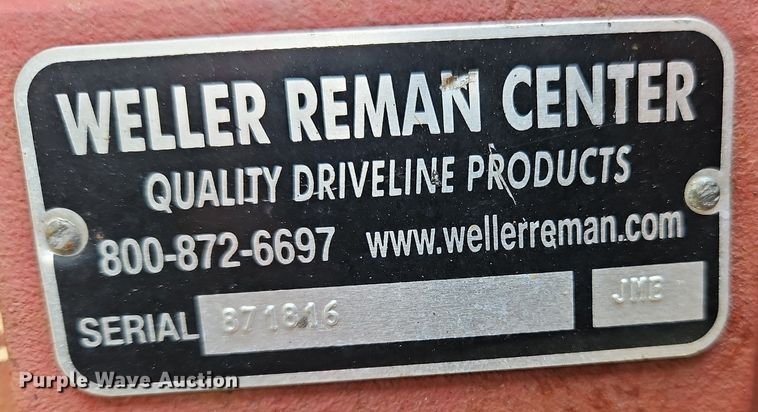 WELLER REMAN CENTER
QUALITY DRIVELINE PRODUCTS
800-872-6697 www.wellerreman.com
SERIAL 871816 JMB
Purple Wave Auction